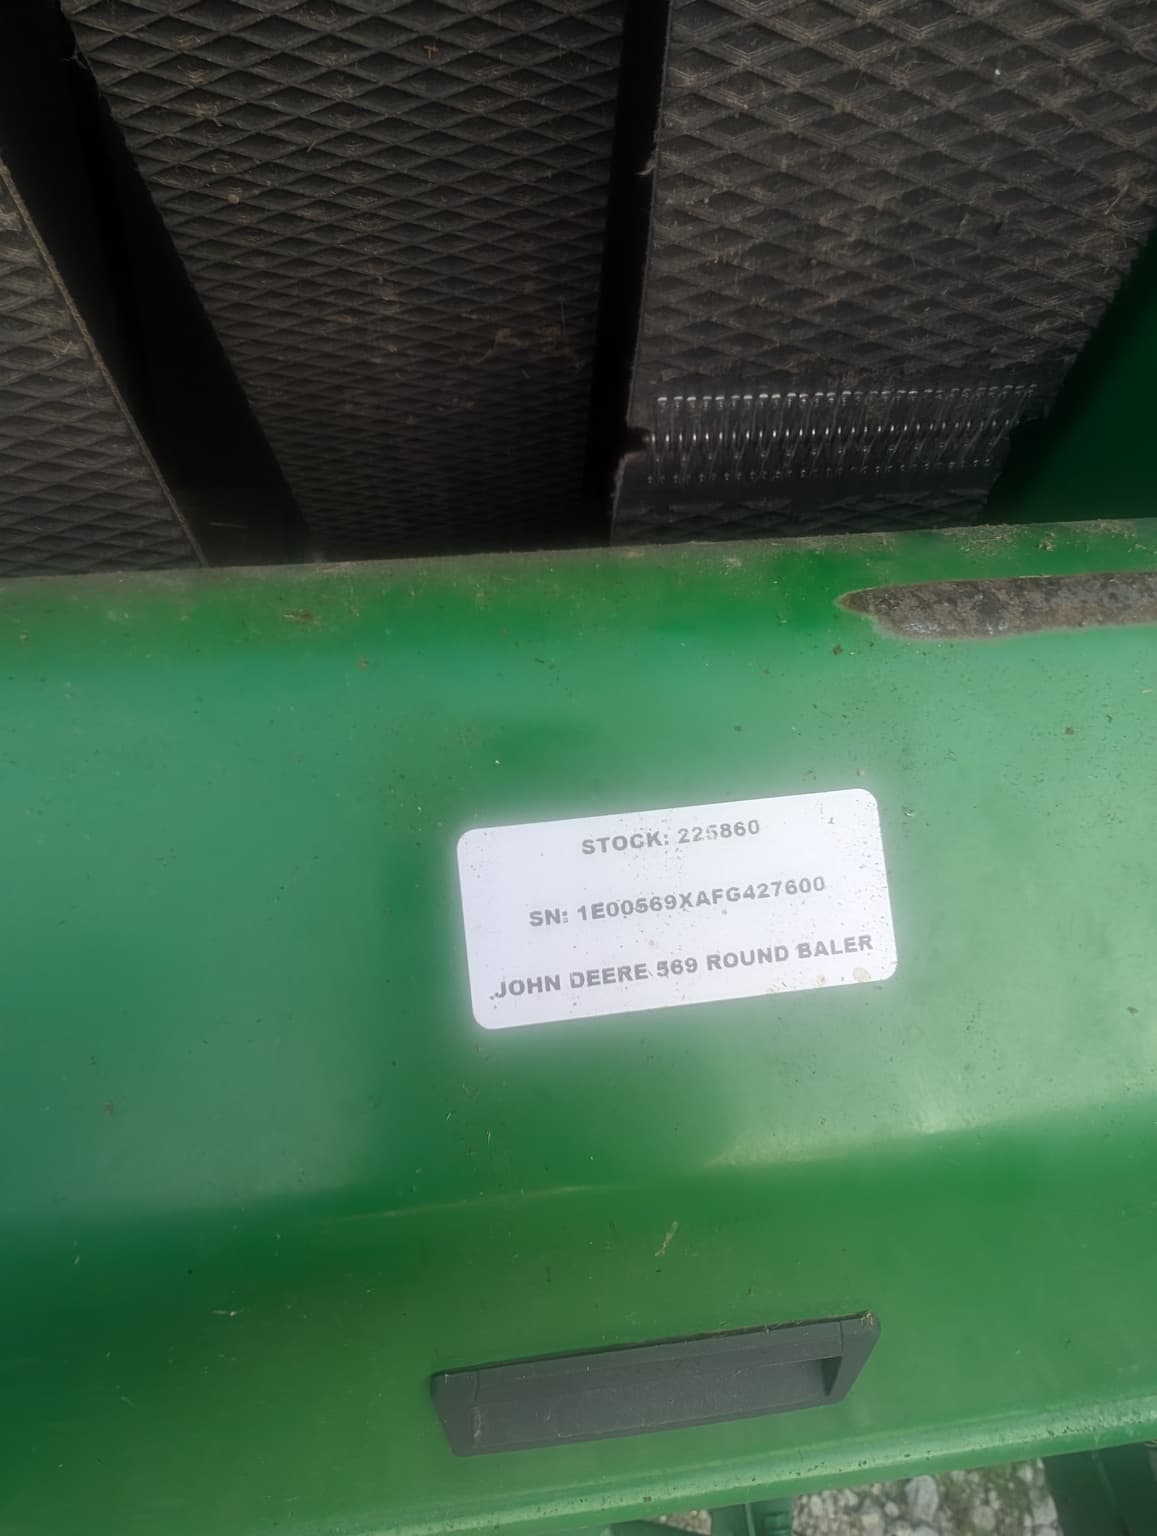 STOCK: 225860
SN: 1E00569XAFG427600
JOHN DEERE 569 ROUND BALER